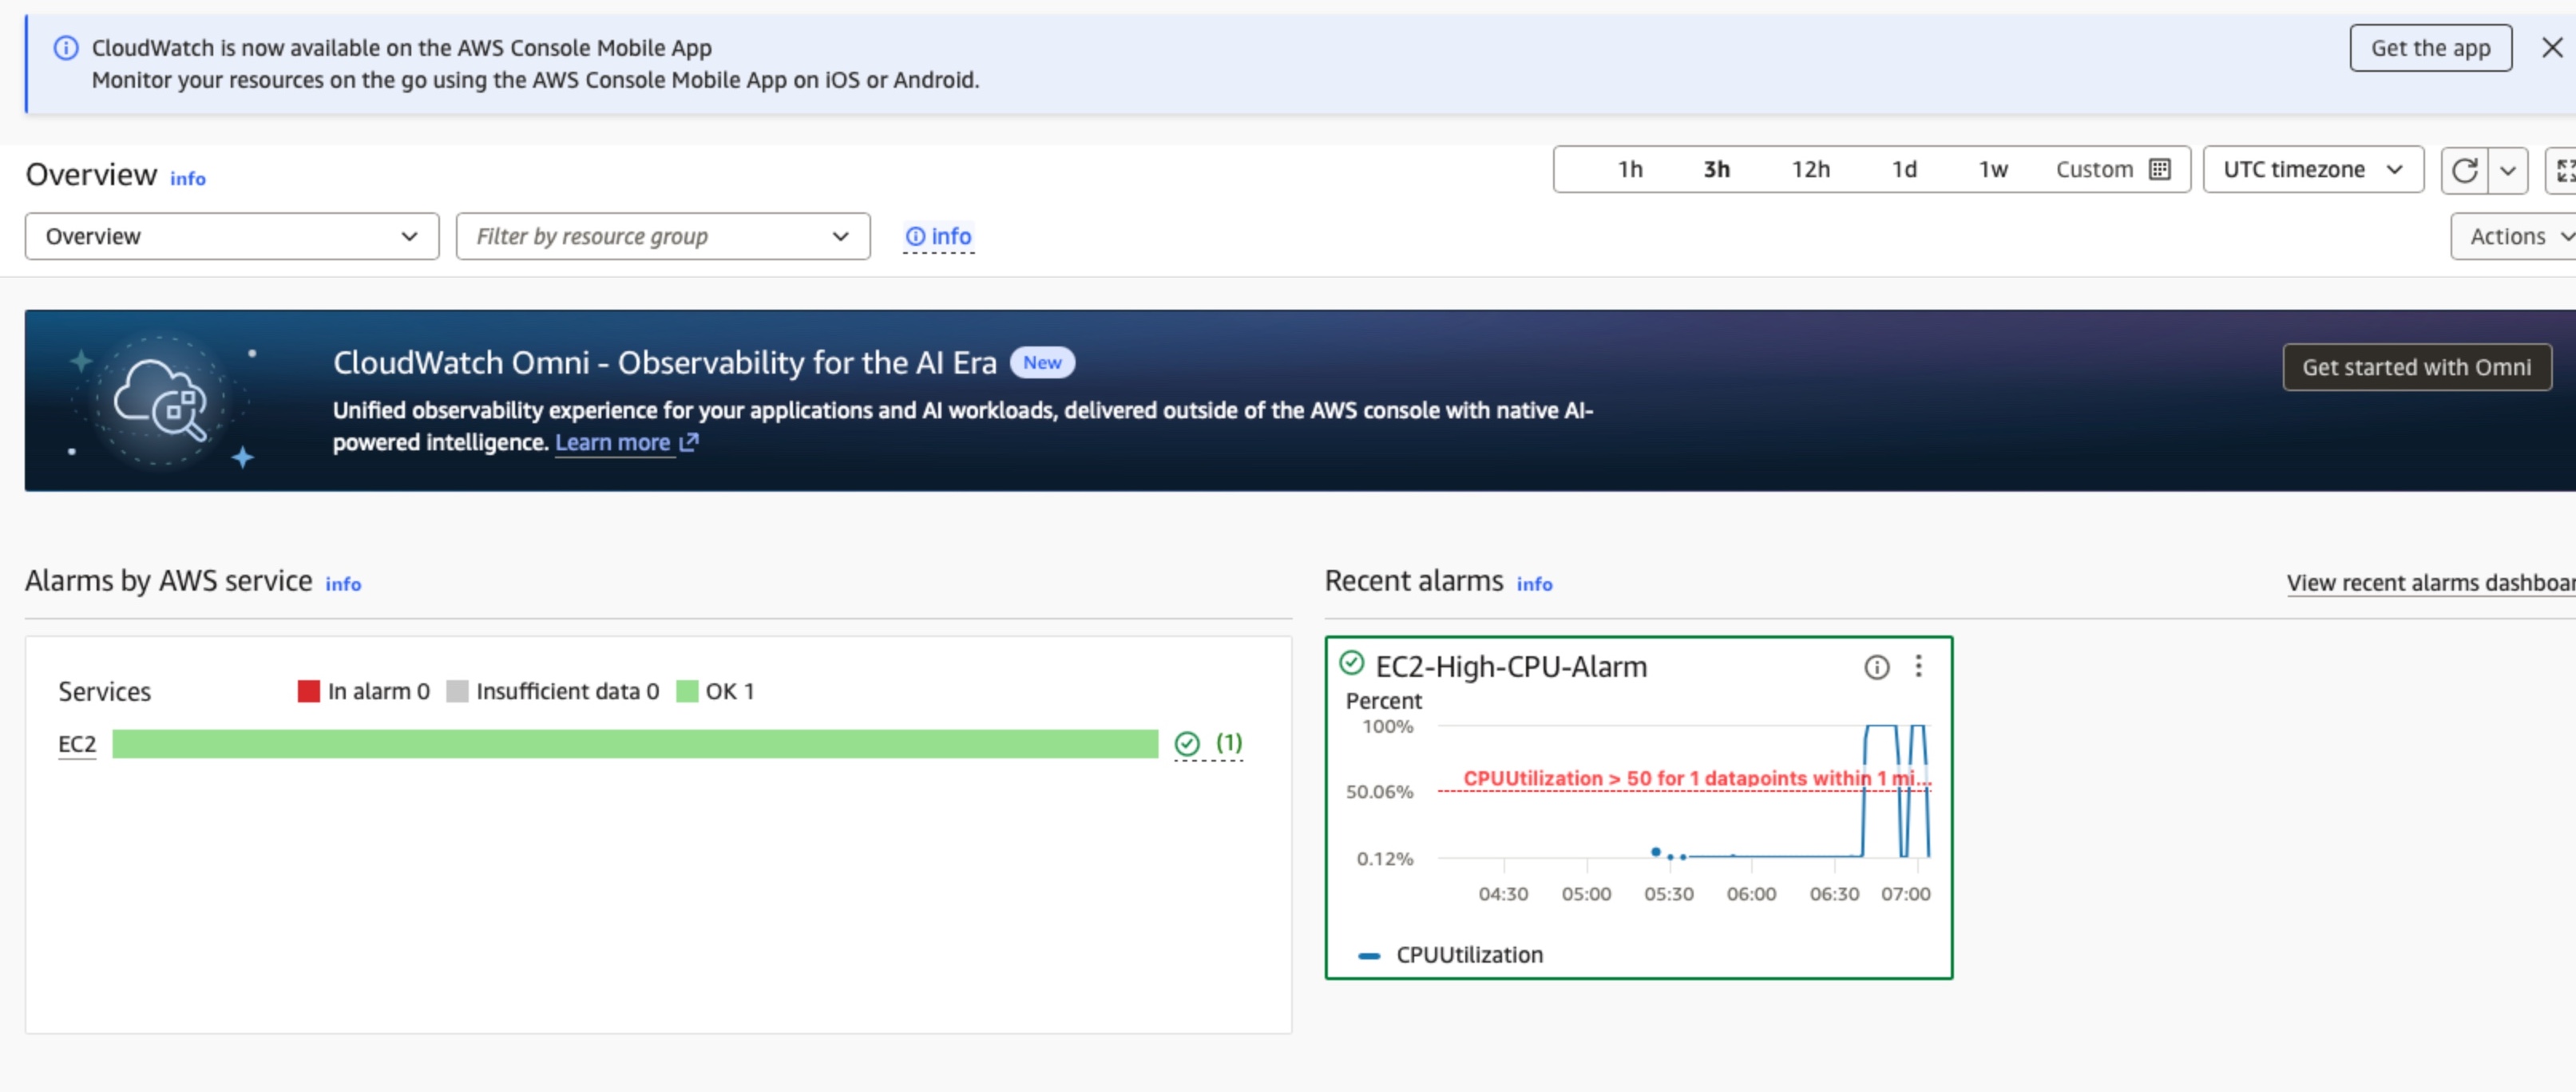 CloudWatch is now available on the AWS Console Mobile App
Monitor your resources on the go using the AWS Console Mobile App on iOS or Android.
Get the app
Overview info
1h 3h 12h 1d 1w Custom UTC timezone
Overview Filter by resource group info
Actions
CloudWatch Omni - Observability for the AI Era New
Get started with Omni
Unified observability experience for your applications and AI workloads, delivered outside of the AWS console with native AI-
powered intelligence. Learn more
Alarms by AWS service info
Recent alarms info
View recent alarms dashboar
Services In alarm 0 Insufficient data 0 OK 1
EC2 (1)
EC2-High-CPU-Alarm
Percent
100%
CPUUtilization > 50 for 1 datapoints within 1 mi...
50.06%
0.12%
04:30 05:00 05:30 06:00 06:30 07:00
CPUUtilization